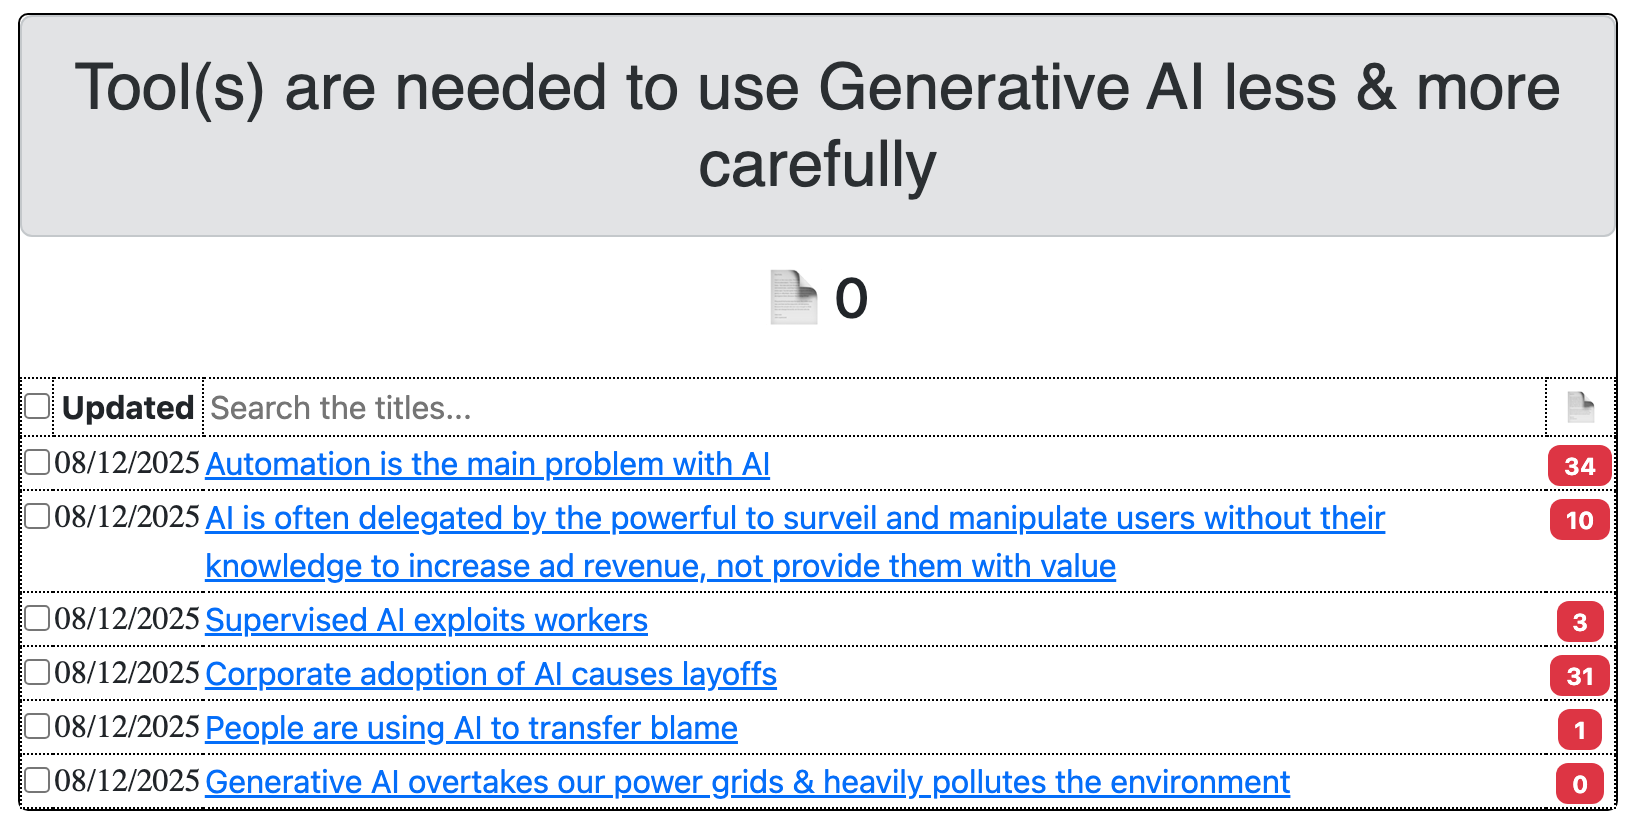 Tool(s) are needed to use Generative AI less & more
carefully
0
Updated Search the titles...
08/12/2025 Automation is the main problem with AI 34
08/12/2025 AI is often delegated by the powerful to surveil and manipulate users without their 10
knowledge to increase ad revenue, not provide them with value
08/12/2025 Supervised AI exploits workers 3
08/12/2025 Corporate adoption of AI causes layoffs 31
08/12/2025 People are using AI to transfer blame 1
08/12/2025 Generative AI overtakes our power grids & heavily pollutes the environment 0